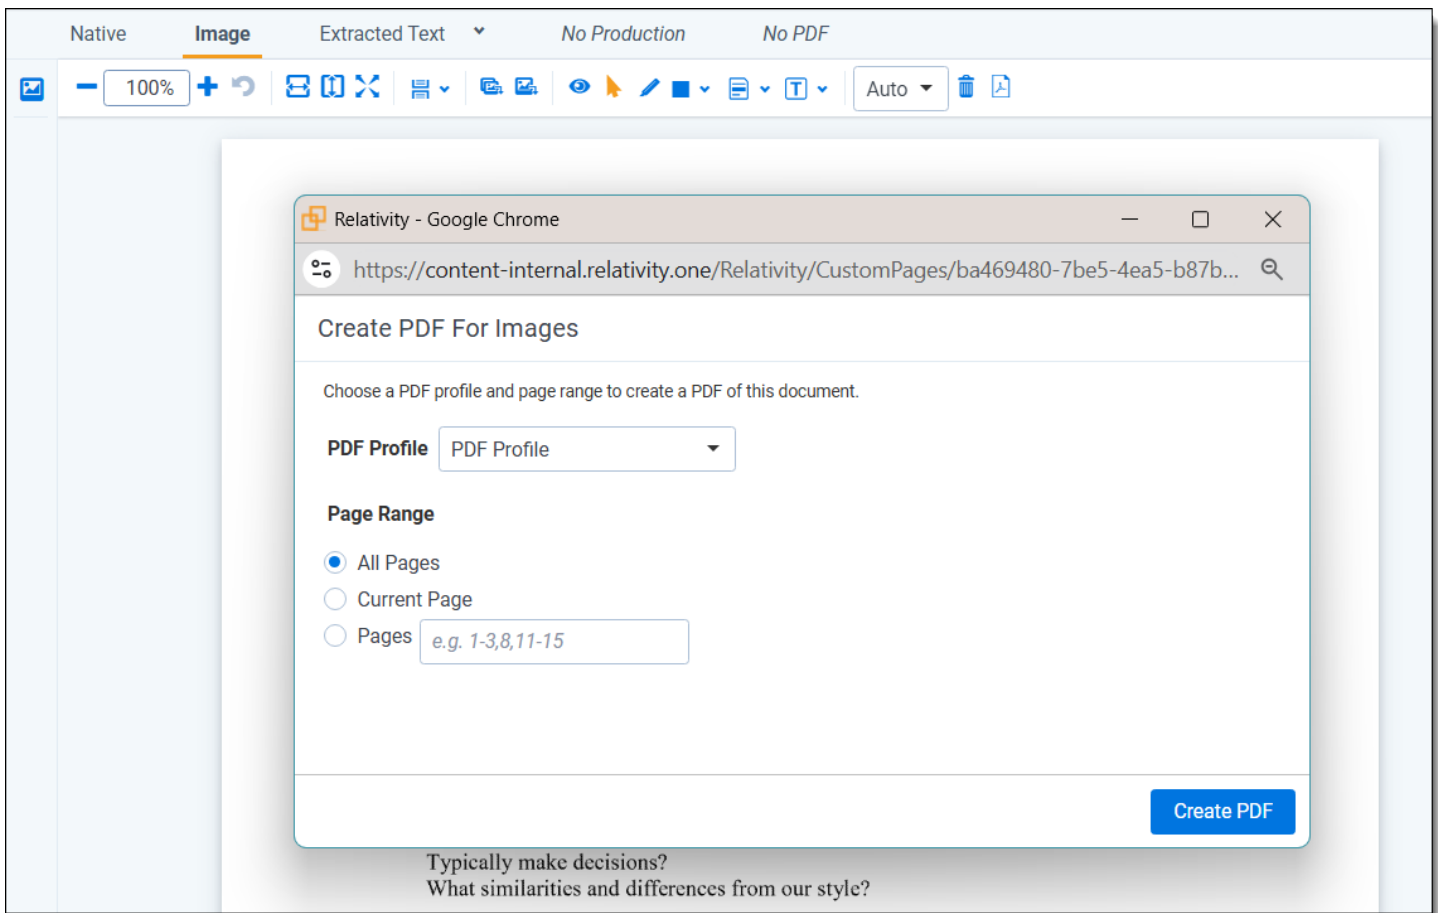 Native Image Extracted Text No Production No PDF
100% T Auto
Relativity - Google Chrome
https://content-internal.relativity.one/Relativity/CustomPages/ba469480-7be5-4ea5-b87b...
Create PDF For Images
Choose a PDF profile and page range to create a PDF of this document.
PDF Profile PDF Profile
Page Range
All Pages
Current Page
Pages e.g. 1-3,8,11-15
Create PDF
Typically make decisions?
What similarities and differences from our style?